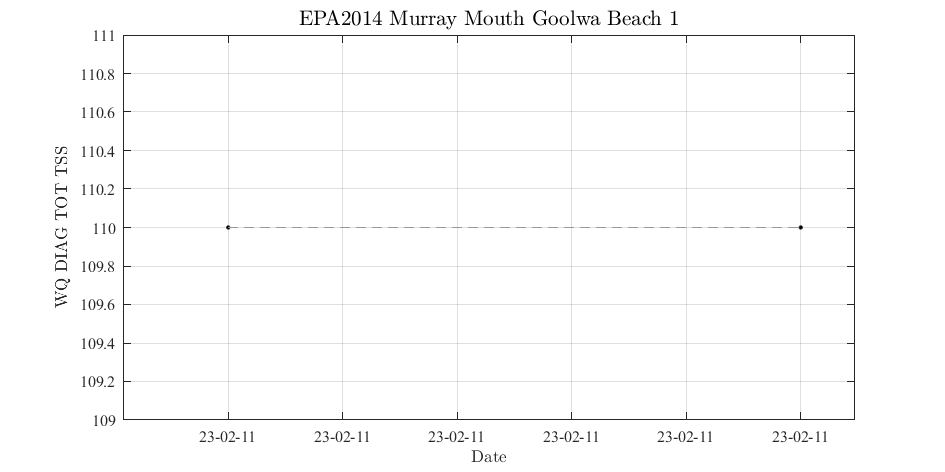 EPA2014 Murray Mouth Goolwa Beach 1
111
110.8
110.6
110.4
110.2
110
109.8
109.6
109.4
109.2
109
WQ DIAG TOT TSS
23-02-11 23-02-11 23-02-11 23-02-11 23-02-11 23-02-11
Date